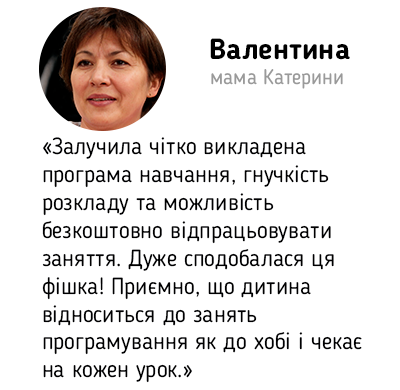 Валентина
мама Катерини
«Залучила чітко викладена
програма навчання, гнучкість
розкладу та можливість
безкоштовно відпрацьовувати
заняття. Дуже сподобалася ця
фішка! Приємно, що дитина
відноситься до занять
програмування як до хобі і чекає
на кожен урок.»